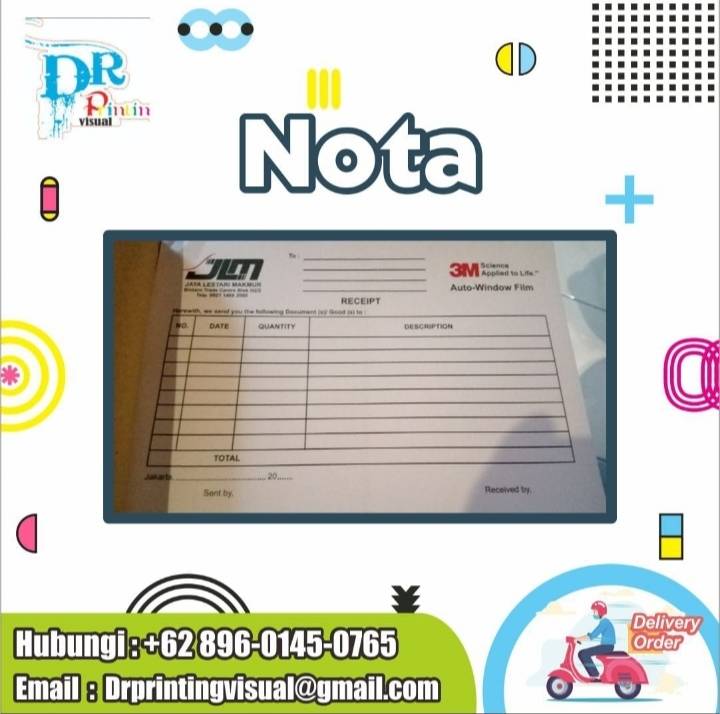 DR
Printin
visual
Nota
JLM
JAYA LESTARI MAKMUR
To :
3M Science
Applied to Life.™
Auto-Window Film
RECEIPT
Herewith, we send you the following Document (s)/ Good (s) to :
NO. DATE QUANTITY DESCRIPTION
TOTAL
Jakarta, ........................ 20......
Sent by, Received by,
Hubungi : +62 896-0145-0765
Email : Drprintingvisual@gmail.com
Delivery
Order